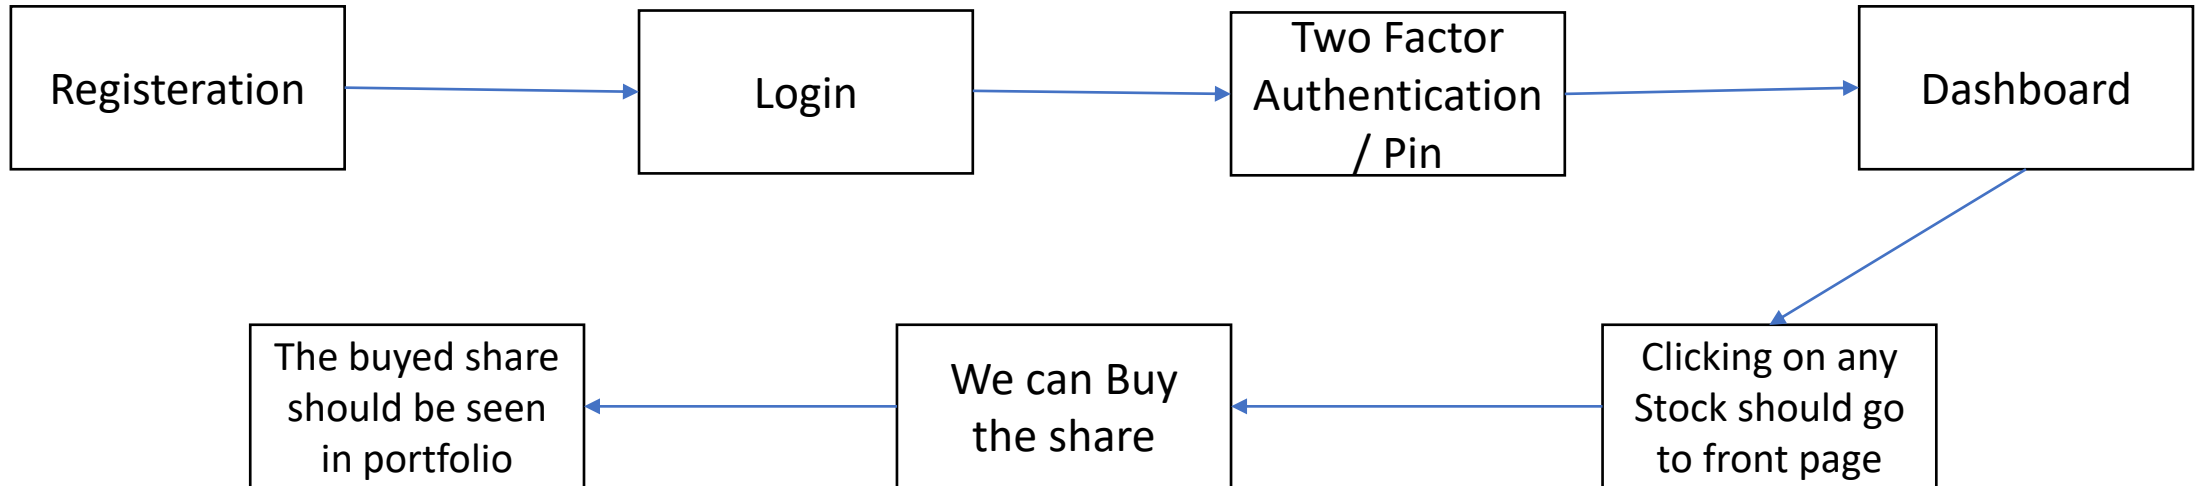 Registeration
Login
Two Factor
Authentication
/ Pin
Dashboard
Clicking on any
Stock should go
to front page
We can Buy
the share
The buyed share
should be seen
in portfolio